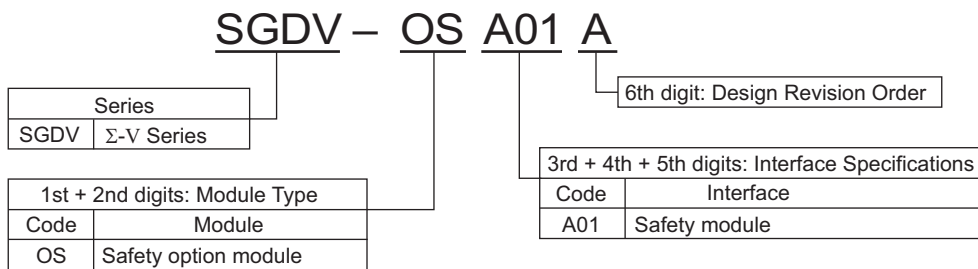 SGDV – OS A01 A
6th digit: Design Revision Order
Series
SGDV Σ-V Series
3rd + 4th + 5th digits: Interface Specifications
Code Interface
A01 Safety module
1st + 2nd digits: Module Type
Code Module
OS Safety option module